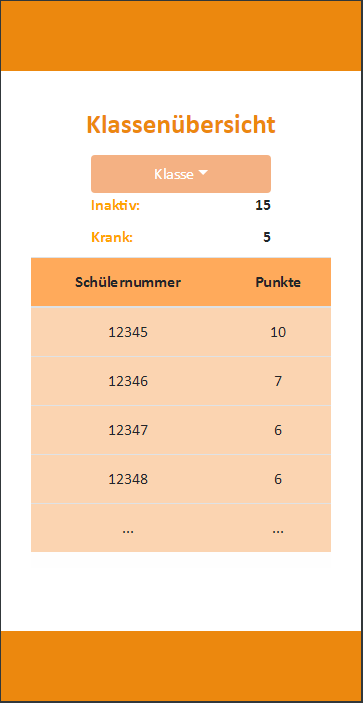 Klassenübersicht
Klasse
Inaktiv: 15
Krank: 5
Schülernummer Punkte
12345 10
12346 7
12347 6
12348 6
... ...